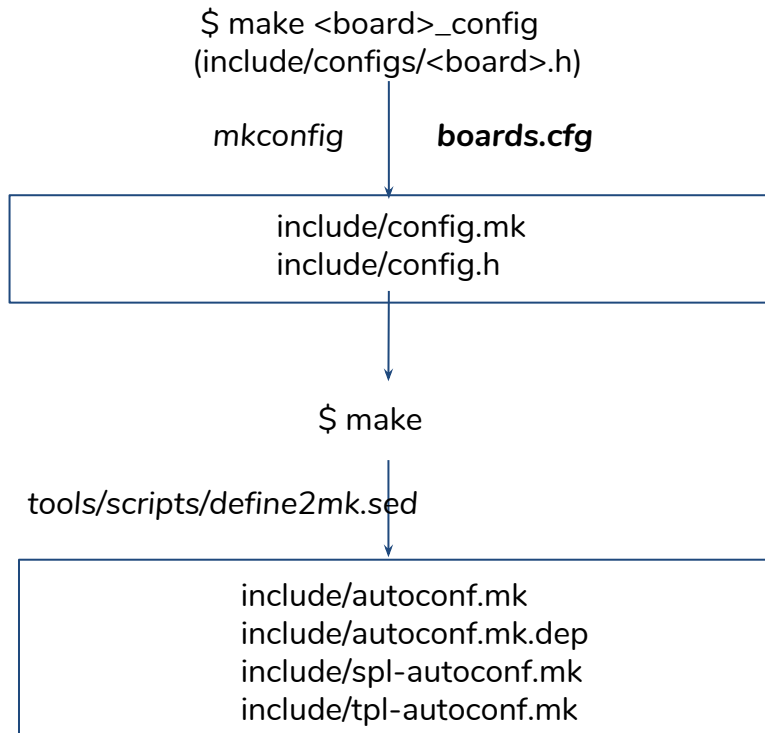 $ make <board>_config
(include/configs/<board>.h)
mkconfig boards.cfg
include/config.mk
include/config.h
$ make
tools/scripts/define2mk.sed
include/autoconf.mk
include/autoconf.mk.dep
include/spl-autoconf.mk
include/tpl-autoconf.mk